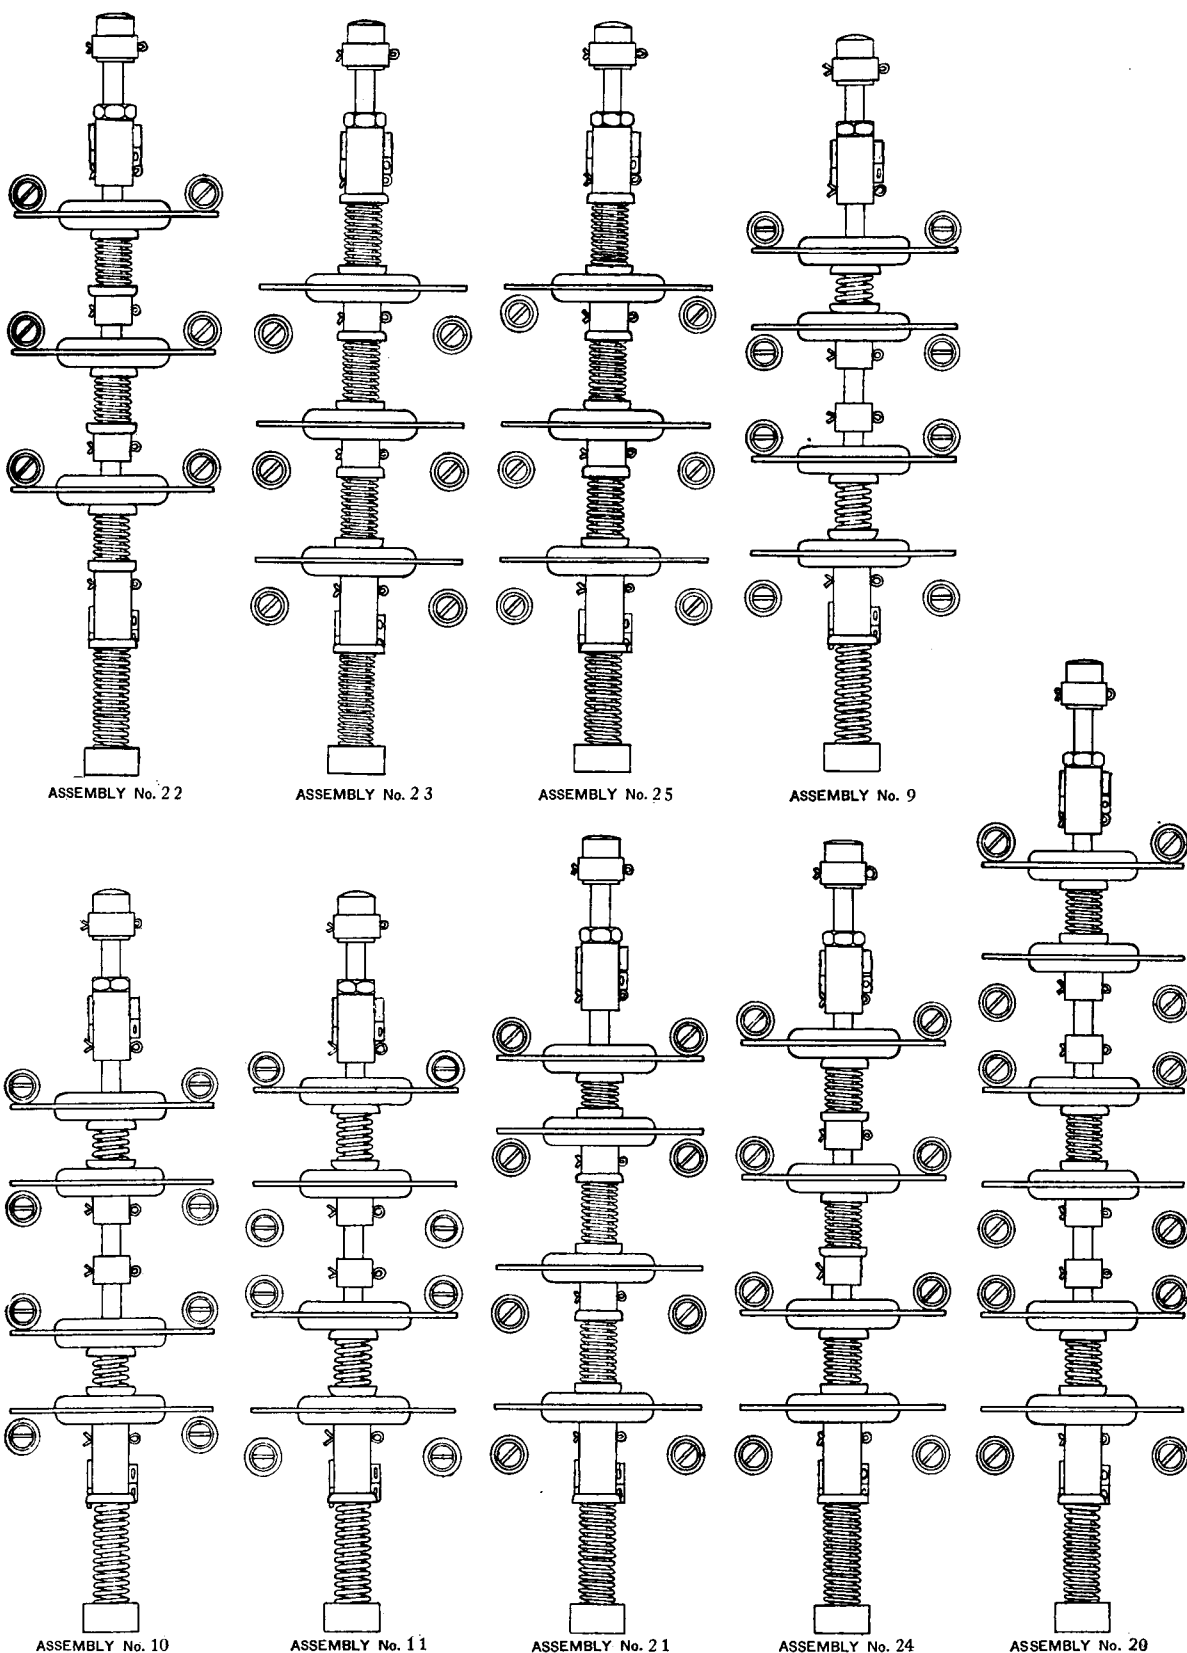 ASSEMBLY No. 22
ASSEMBLY No. 23
ASSEMBLY No. 25
ASSEMBLY No. 9
ASSEMBLY No. 10
ASSEMBLY No. 11
ASSEMBLY No. 21
ASSEMBLY No. 24
ASSEMBLY No. 20